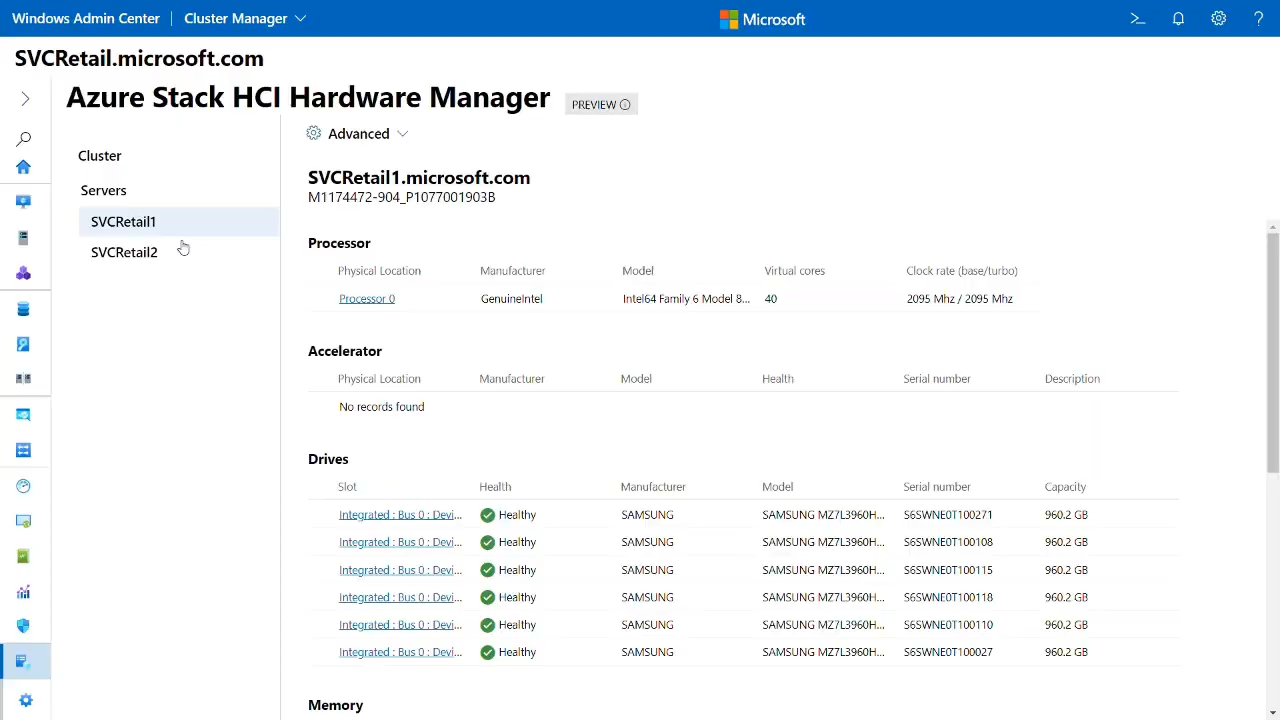 Windows Admin Center | Cluster Manager
Microsoft
SVCRetail.microsoft.com
Azure Stack HCI Hardware Manager
PREVIEW
Cluster
Servers
SVCRetail1
SVCRetail2
Advanced
SVCRetail1.microsoft.com
M1174472-904_P1077001903B
Processor
Physical Location Manufacturer Model Virtual cores Clock rate (base/turbo)
Processor 0 GenuineIntel Intel64 Family 6 Model 8... 40 2095 Mhz / 2095 Mhz
Accelerator
Physical Location Manufacturer Model Health Serial number Description
No records found
Drives
Slot Health Manufacturer Model Serial number Capacity
Integrated : Bus 0 : Devi... Healthy SAMSUNG SAMSUNG MZ7L3960H... S6SWNE0T100271 960.2 GB
Integrated : Bus 0 : Devi... Healthy SAMSUNG SAMSUNG MZ7L3960H... S6SWNE0T100108 960.2 GB
Integrated : Bus 0 : Devi... Healthy SAMSUNG SAMSUNG MZ7L3960H... S6SWNE0T100115 960.2 GB
Integrated : Bus 0 : Devi... Healthy SAMSUNG SAMSUNG MZ7L3960H... S6SWNE0T100118 960.2 GB
Integrated : Bus 0 : Devi... Healthy SAMSUNG SAMSUNG MZ7L3960H... S6SWNE0T100110 960.2 GB
Integrated : Bus 0 : Devi... Healthy SAMSUNG SAMSUNG MZ7L3960H... S6SWNE0T100027 960.2 GB
Memory